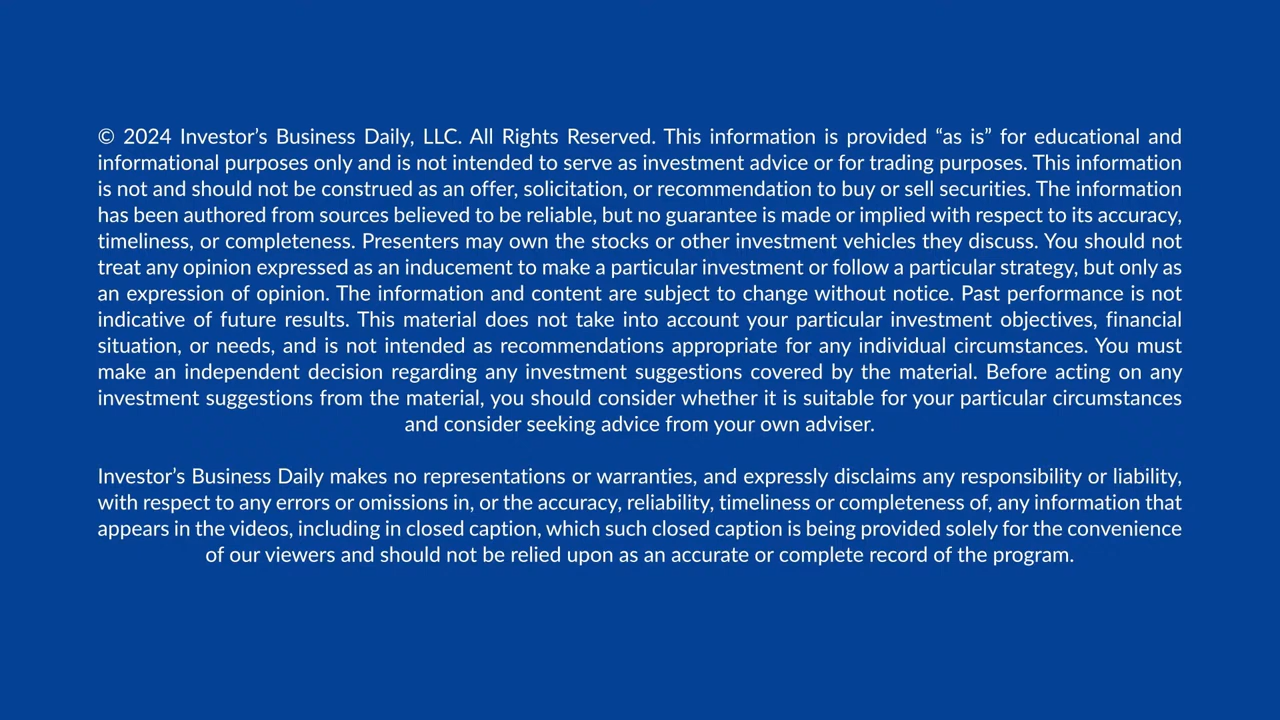 © 2024 Investor’s Business Daily, LLC. All Rights Reserved. This information is provided “as is” for educational and
informational purposes only and is not intended to serve as investment advice or for trading purposes. This information
is not and should not be construed as an offer, solicitation, or recommendation to buy or sell securities. The information
has been authored from sources believed to be reliable, but no guarantee is made or implied with respect to its accuracy,
timeliness, or completeness. Presenters may own the stocks or other investment vehicles they discuss. You should not
treat any opinion expressed as an inducement to make a particular investment or follow a particular strategy, but only as
an expression of opinion. The information and content are subject to change without notice. Past performance is not
indicative of future results. This material does not take into account your particular investment objectives, financial
situation, or needs, and is not intended as recommendations appropriate for any individual circumstances. You must
make an independent decision regarding any investment suggestions covered by the material. Before acting on any
investment suggestions from the material, you should consider whether it is suitable for your particular circumstances
and consider seeking advice from your own adviser.
Investor’s Business Daily makes no representations or warranties, and expressly disclaims any responsibility or liability,
with respect to any errors or omissions in, or the accuracy, reliability, timeliness or completeness of, any information that
appears in the videos, including in closed caption, which such closed caption is being provided solely for the convenience
of our viewers and should not be relied upon as an accurate or complete record of the program.